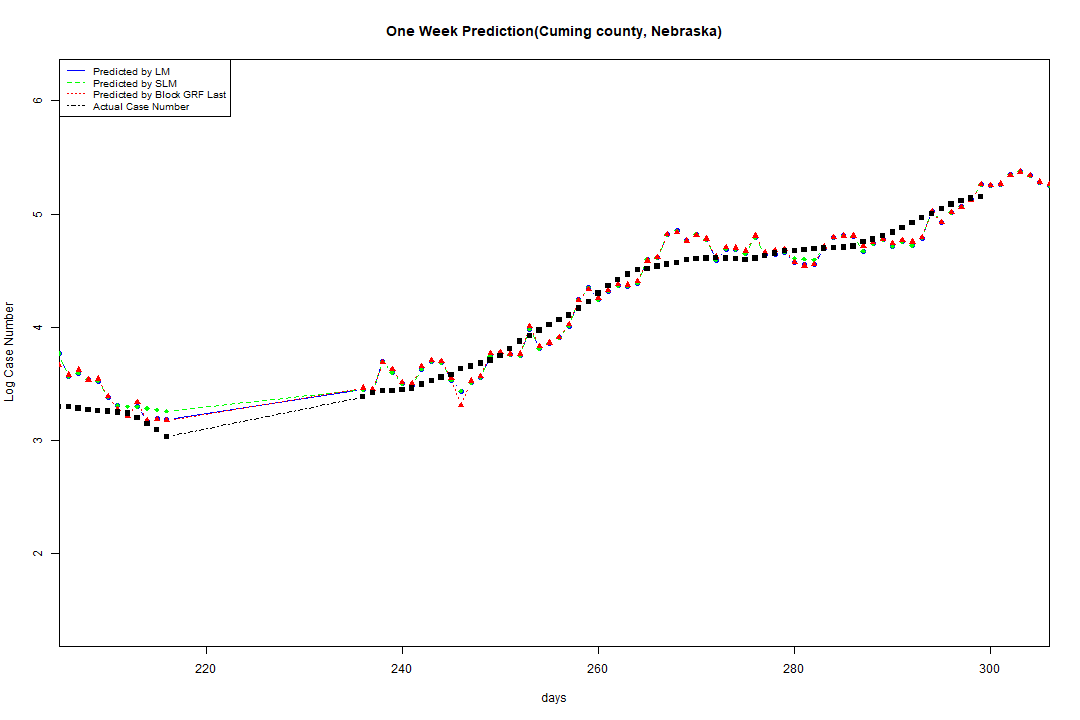 One Week Prediction(Cuming county, Nebraska)
Predicted by LM
Predicted by SLM
Predicted by Block GRF Last
Actual Case Number
6
5
4
3
2
Log Case Number
220 240 260 280 300
days